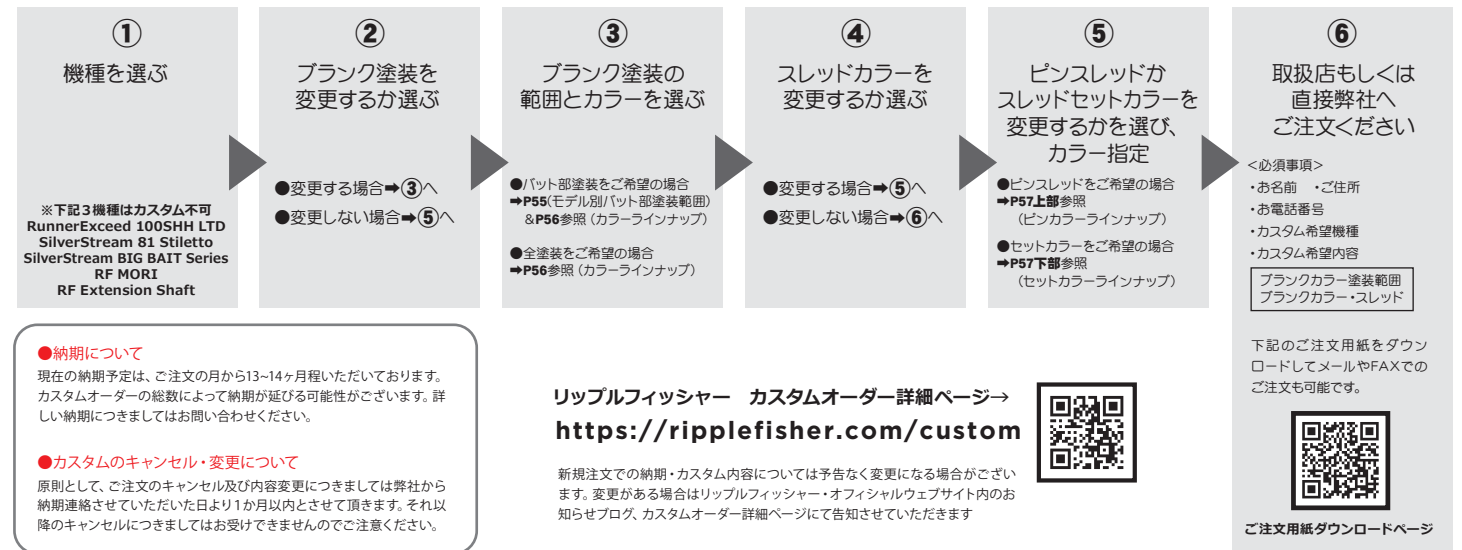 ①
機種を選ぶ
※下記３機種はカスタム不可
RunnerExceed 100SHH LTD
SilverStream 81 Stiletto
SilverStream BIG BAIT Series
RF MORI
RF Extension Shaft
②
ブランク塗装を
変更するか選ぶ
●変更する場合➡③へ
●変更しない場合➡⑤へ
③
ブランク塗装の
範囲とカラーを選ぶ
●バット部塗装をご希望の場合
➡P55(モデル別バット部塗装範囲)
＆P56参照（カラーラインナップ）
●全塗装をご希望の場合
➡P56参照（カラーラインナップ）
④
スレッドカラーを
変更するか選ぶ
●変更する場合➡⑤へ
●変更しない場合➡⑥へ
⑤
ピンスレッドか
スレッドセットカラーを
変更するかを選び、
カラー指定
●ピンスレッドをご希望の場合
➡P57上部参照
（ピンカラーラインナップ）
●セットカラーをご希望の場合
➡P57下部参照
（セットカラーラインナップ）
⑥
取扱店もしくは
直接弊社へ
ご注文ください
＜必須事項＞
・お名前　・ご住所
・お電話番号
・カスタム希望機種
・カスタム希望内容
ブランクカラー塗装範囲
ブランクカラー・スレッド
下記のご注文用紙をダウン
ロードしてメールやFAXでの
ご注文も可能です。
ご注文用紙ダウンロードページ
●納期について
現在の納期予定は、ご注文の月から13~14ヶ月程いただいております。
カスタムオーダーの総数によって納期が延びる可能性がございます。詳
しい納期につきましてはお問い合わせください。
●カスタムのキャンセル・変更について
原則として、ご注文のキャンセル及び内容変更につきましては弊社から
納期連絡させていただいた日より1か月以内とさせて頂きます。それ以
降のキャンセルにつきましてはお受けできませんのでご注意ください。
リップルフィッシャー　カスタムオーダー詳細ページ→
https://ripplefisher.com/custom
新規注文での納期・カスタム内容については予告なく変更になる場合がござい
ます。変更がある場合はリップルフィッシャー・オフィシャルウェブサイト内のお
知らせブログ、カスタムオーダー詳細ページにて告知させていただきます